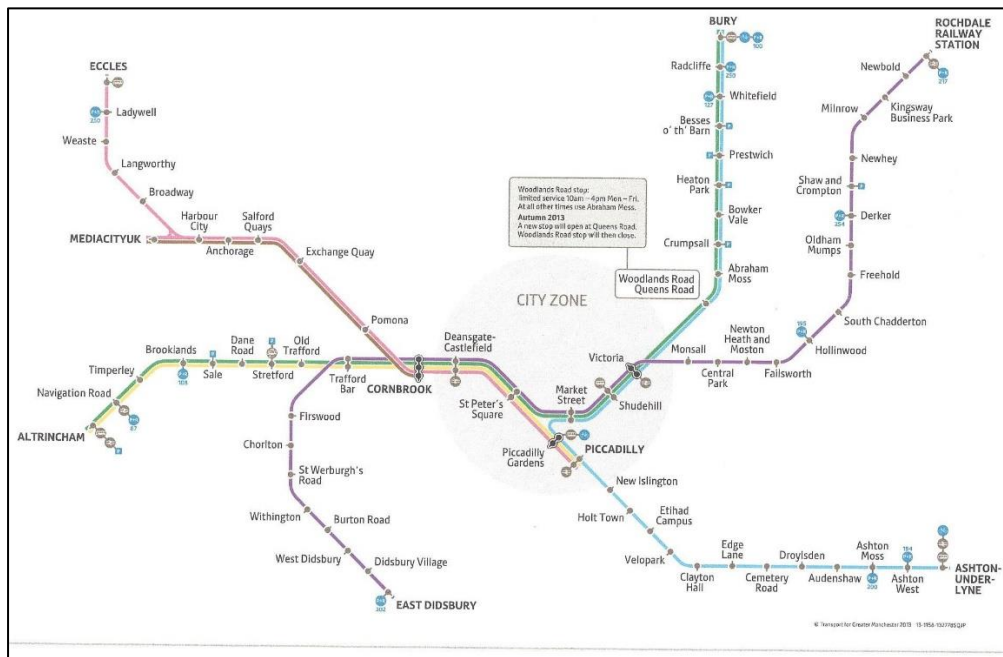 BURY
100
ROCHDALE
RAILWAY
STATION
217
Radcliffe
Newbold
ECCLES
Kingsway
Business Park
Whitefield
Ladywell
Milnrow
Weaste
Besses
o' th' Barn
Newhey
Prestwich
Langworthy
Shaw and
Crompton
Heaton
Park
Woodlands Road stop:
limited service 10am – 4pm Mon – Fri.
At all other times use Abraham Moss.
Autumn 2013
A new stop will open at Queens Road.
Woodlands Road stop will then close.
Broadway
Derker
Bowker
Vale
Harbour
City
Salford
Quays
MEDIACITYUK
Anchorage
Oldham
Mumps
Crumpsall
Exchange Quay
Abraham
Moss
Freehold
Woodlands Road
Queens Road
CITY ZONE
South Chadderton
Pomona
Deansgate-
Castlefield
Victoria
Monsall
Newton
Heath and
Moston
Hollinwood
Central
Park
Failsworth
Brooklands
Dane
Road
Old
Trafford
Timperley
Sale
Stretford
Trafford
Bar
CORNBROOK
Market
Street
Shudehill
St Peter's
Square
Navigation Road
ALTRINCHAM
Firswood
Piccadilly
Gardens
PICCADILLY
Chorlton
St Werburgh's
Road
New Islington
Withington
Burton Road
Holt Town
Etihad
Campus
West Didsbury
Didsbury Village
Velopark
Edge
Lane
Droylsden
Ashton
Moss
Clayton
Hall
Cemetery
Road
Audenshaw
Ashton
West
ASHTON-
UNDER-
LYNE
EAST DIDSBURY
© Transport for Greater Manchester 2013